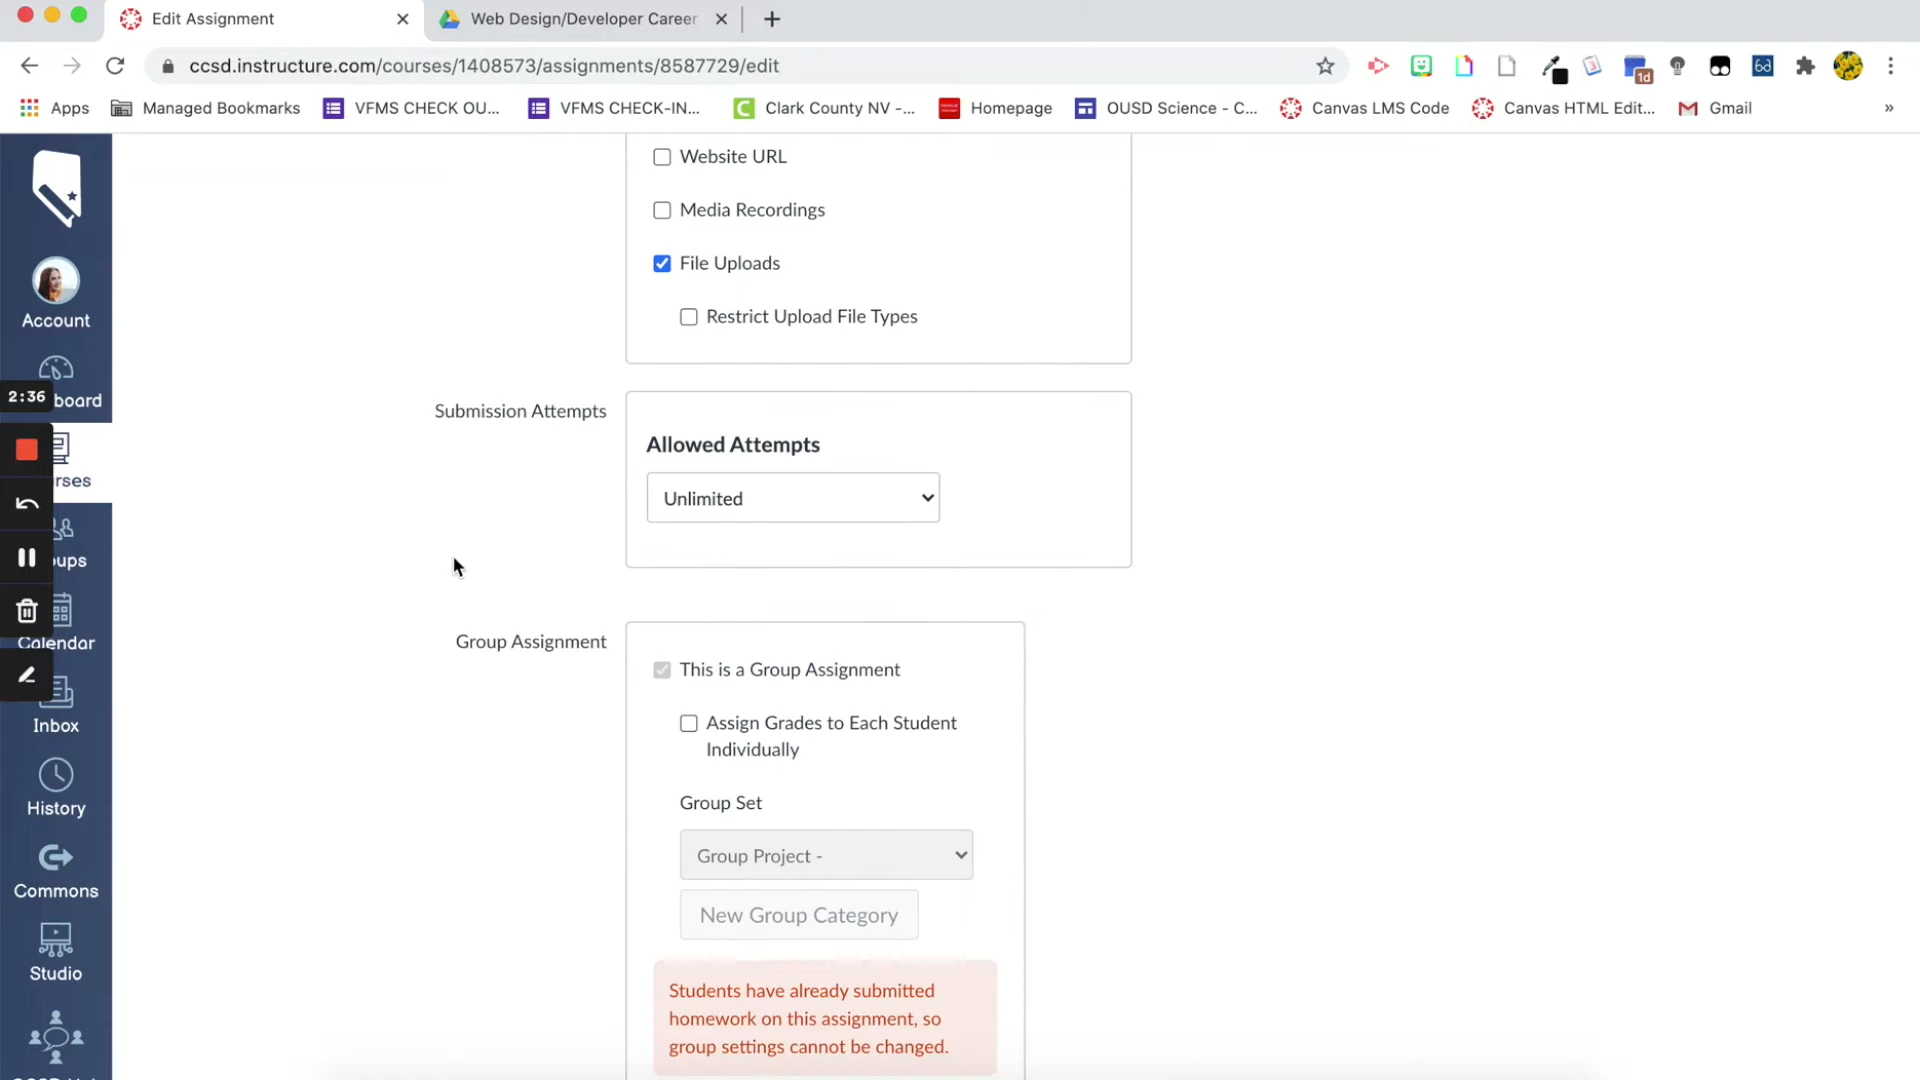 Edit Assignment
Web Design/Developer Career
ccsd.instructure.com/courses/1408573/assignments/8587729/edit
1d
Apps
Managed Bookmarks
VFMS CHECK OU...
VFMS CHECK-IN...
Clark County NV -...
Homepage
OUSD Science - C...
Canvas LMS Code
Canvas HTML Edit...
Gmail
»
Website URL
Media Recordings
File Uploads
Restrict Upload File Types
Submission Attempts
Allowed Attempts
Unlimited
Group Assignment
This is a Group Assignment
Assign Grades to Each Student
Individually
Group Set
Group Project -
New Group Category
Students have already submitted
homework on this assignment, so
group settings cannot be changed.
Account
2:36
board
rses
ups
Calendar
Inbox
History
Commons
Studio